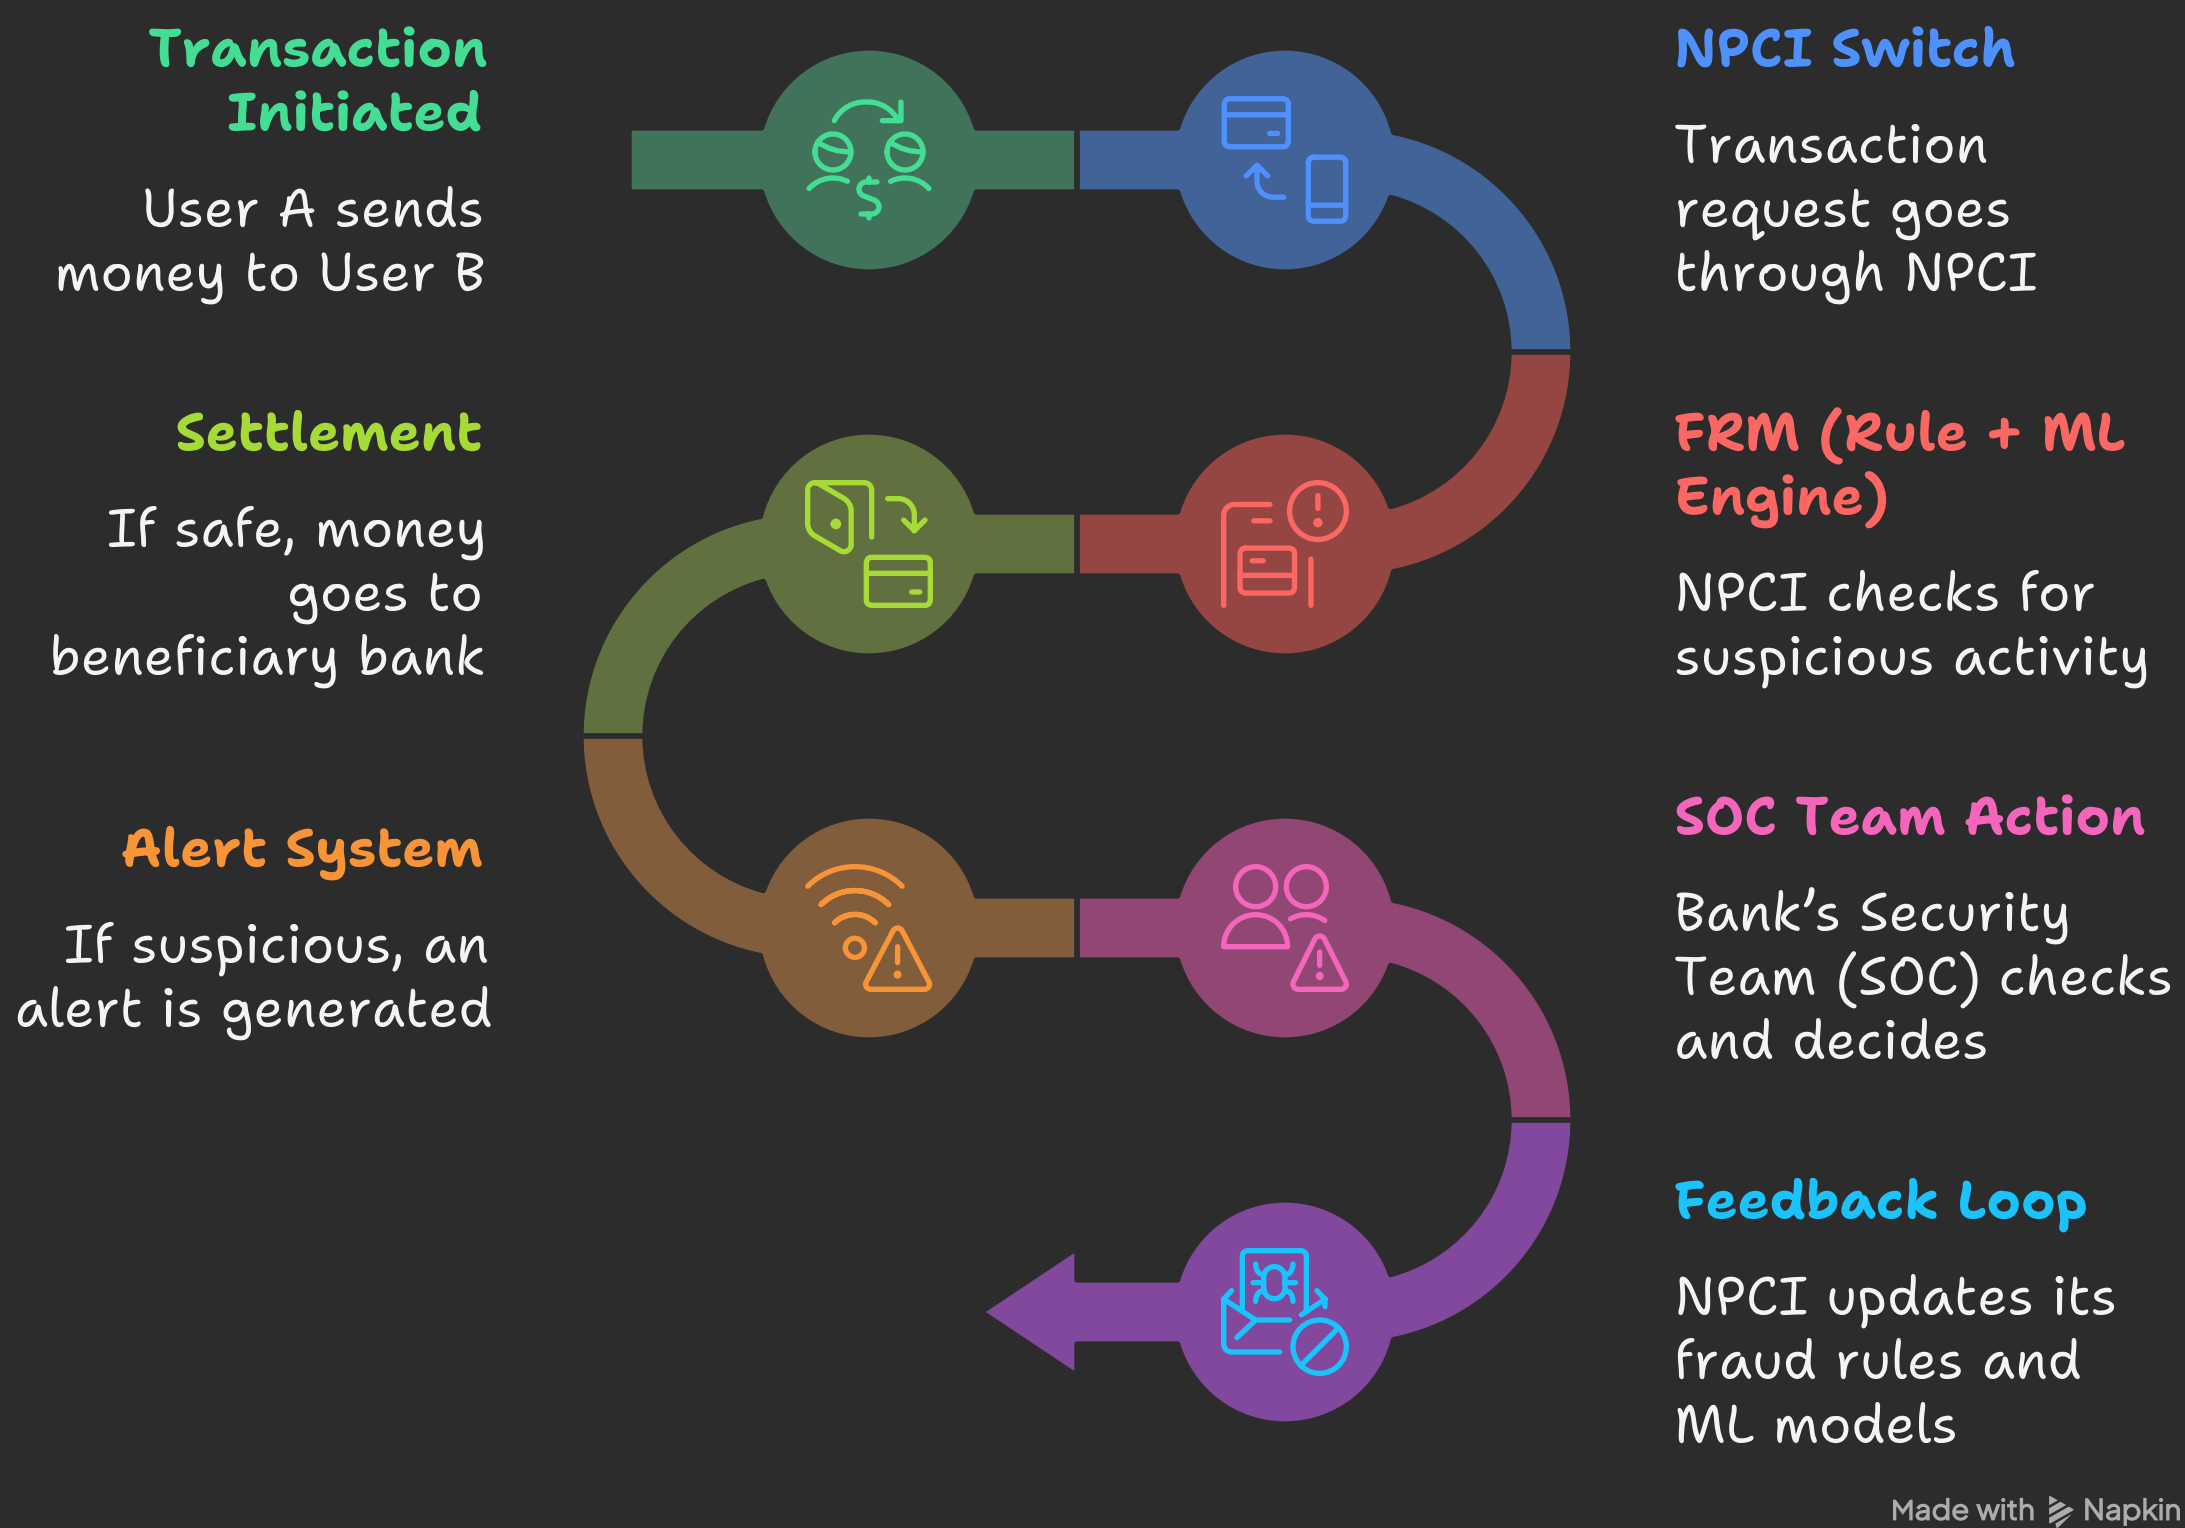 Transaction
Initiated
User A sends
money to User B
NPCI Switch
Transaction
request goes
through NPCI
FRM (Rule + ML
Engine)
NPCI checks for
suspicious activity
Settlement
If safe, money
goes to
beneficiary bank
Alert System
If suspicious, an
alert is generated
SOC Team Action
Bank's Security
Team (SOC) checks
and decides
Feedback Loop
NPCI updates its
fraud rules and
ML models
Made with Napkin